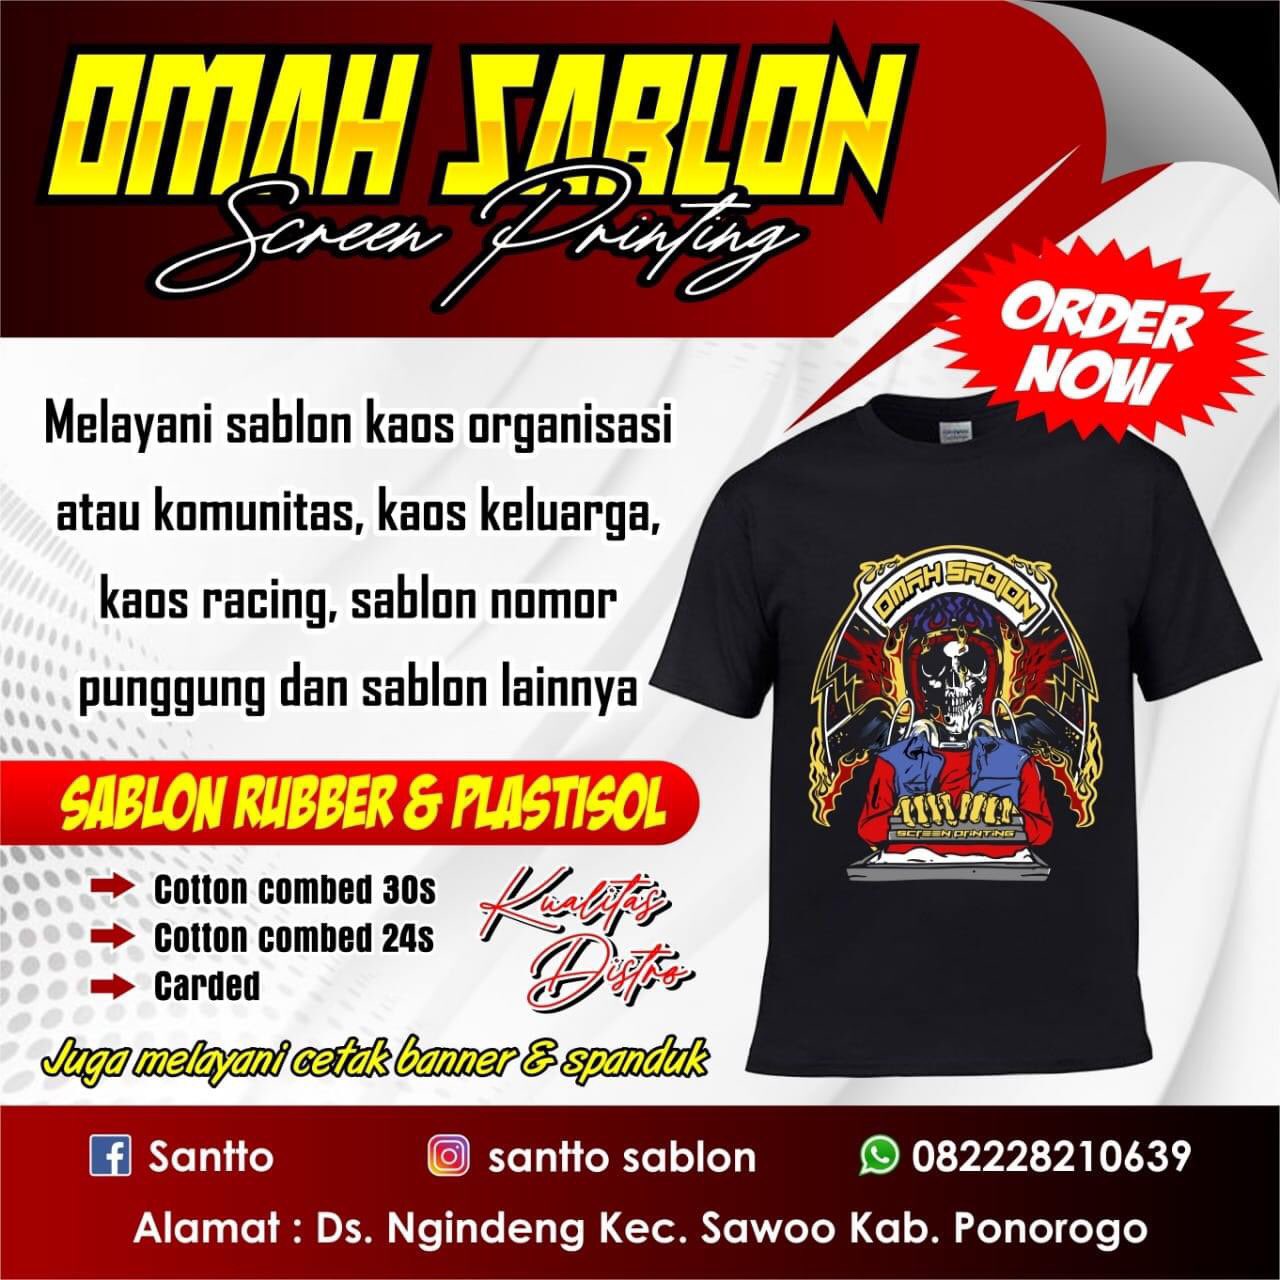 OMAH SABLON
Screen Printing
ORDER
NOW
Melayani sablon kaos organisasi
atau komunitas, kaos keluarga,
kaos racing, sablon nomor
punggung dan sablon lainnya
OMAH SABLON
SCREEN PRINTING
SABLON RUBBER & PLASTISOL
Cotton combed 30s
Cotton combed 24s
Carded
Kualitas
Distro
Juga melayani cetak banner & spanduk
Santto
santto sablon
082228210639
Alamat : Ds. Ngindeng Kec. Sawoo Kab. Ponorogo